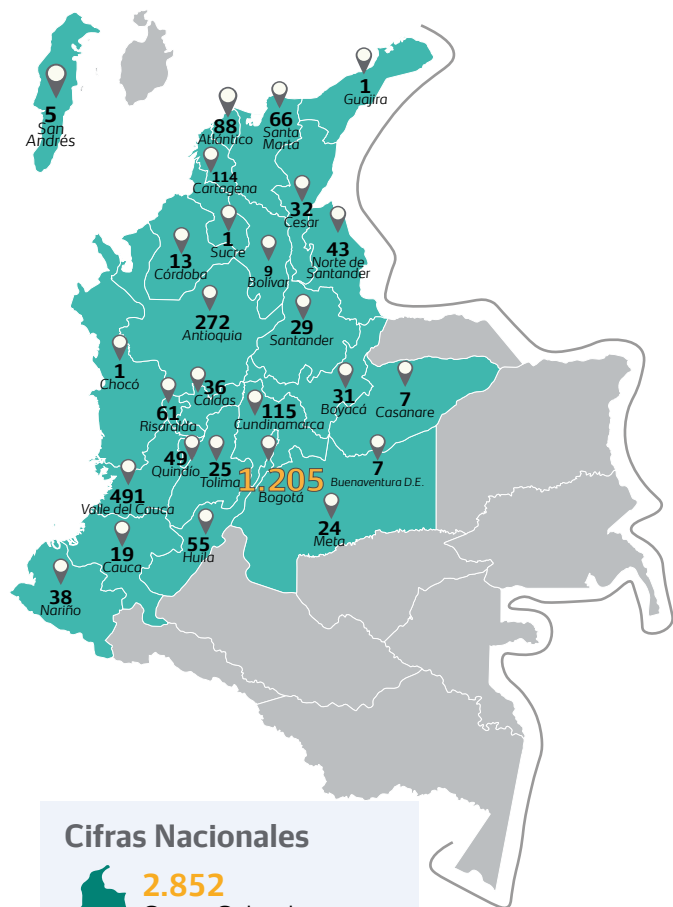 1
Guajira
5
San
Andrés
88
Atlántico
66
Santa
Marta
114
Cartagena
32
Cesar
1
Sucre
43
Norte de
Santander
13
Córdoba
9
Bolívar
272
Antioquia
29
Santander
1
Chocó
36
Caldas
31
Boyacá
7
Casanare
61
Risaralda
115
Cundinamarca
49
Quindío
25
Tolima
1.205
Bogotá
7
Buenaventura D.E.
491
Valle del Cauca
24
Meta
19
Cauca
55
Huila
38
Nariño
Cifras Nacionales
2.852